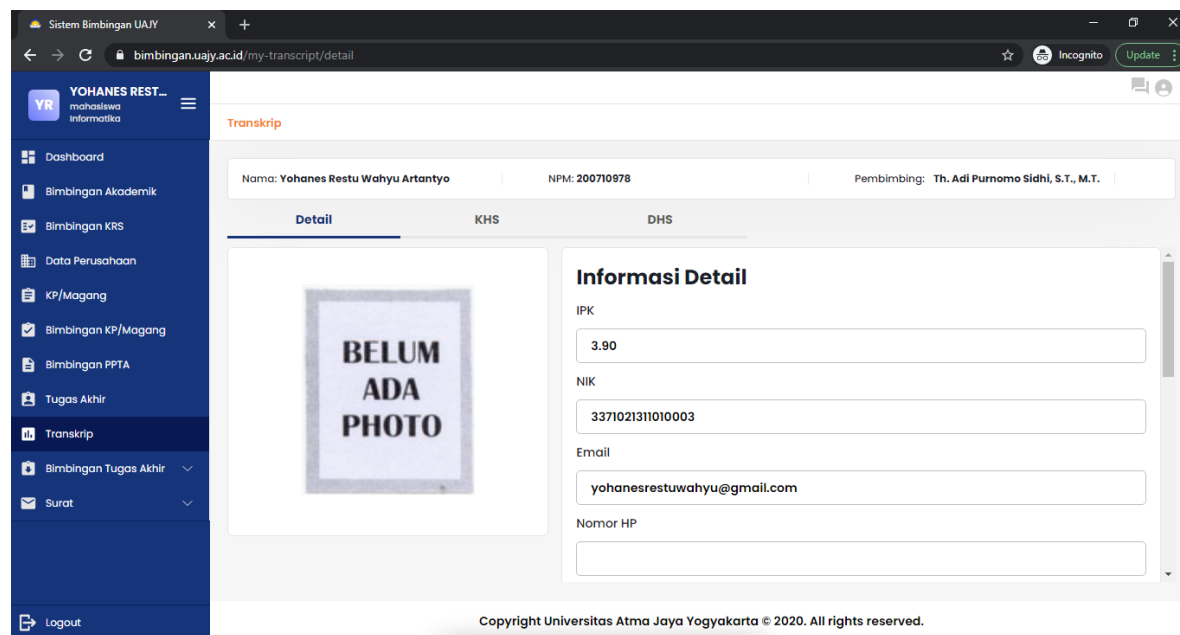 Sistem Bimbingan UAJY
bimbingan.uajy.ac.id/my-transcript/detail
Incognito
Update
YR
YOHANES REST...
mahasiswa
Informatika
Transkrip
Dashboard
Bimbingan Akademik
Bimbingan KRS
Data Perusahaan
KP/Magang
Bimbingan KP/Magang
Bimbingan PPTA
Tugas Akhir
Transkrip
Bimbingan Tugas Akhir
Surat
Logout
Nama: Yohanes Restu Wahyu Artantyo NPM: 200710978 Pembimbing: Th. Adi Purnomo Sidhi, S.T., M.T.
Detail KHS DHS
BELUM
ADA
PHOTO
Informasi Detail
IPK
3.90
NIK
3371021311010003
Email
yohanesrestuwahyu@gmail.com
Nomor HP
Copyright Universitas Atma Jaya Yogyakarta © 2020. All rights reserved.